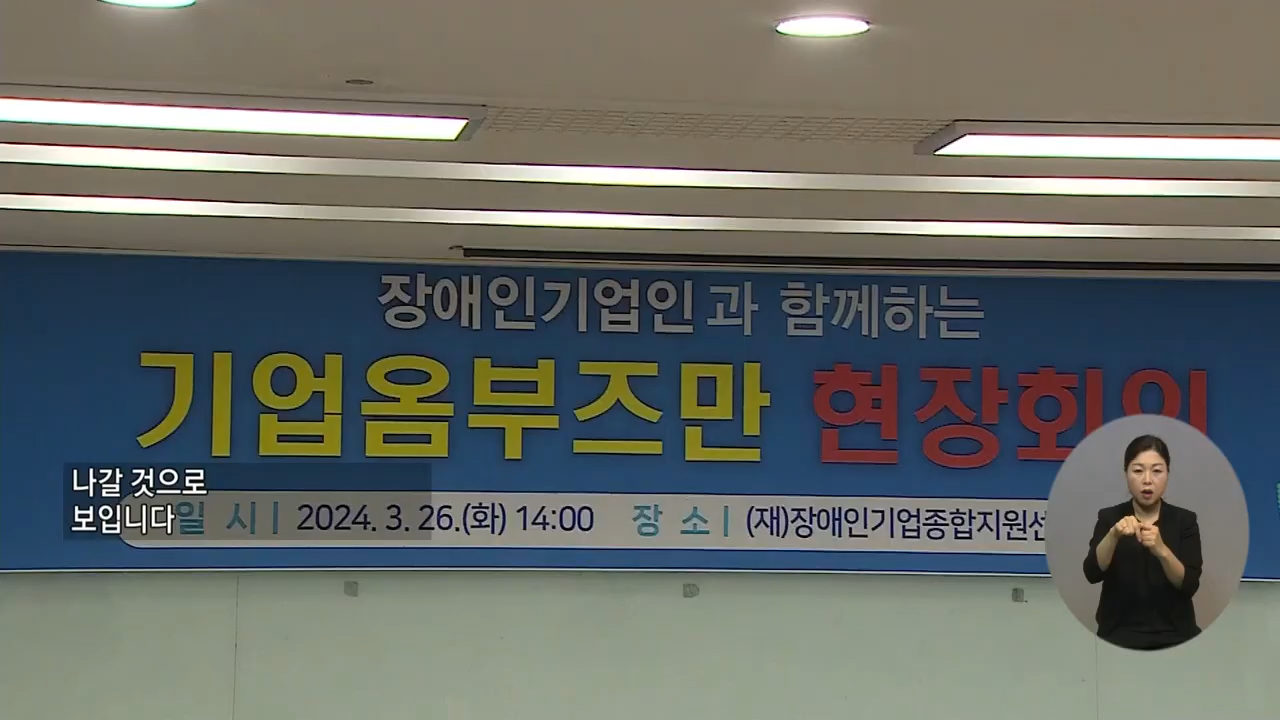 장애인기업인과 함께하는
기업옴부즈만 현장회의
나갈 것으로
보입니다
일 시 | 2024. 3. 26.(화) 14:00 장 소 | (재)장애인기업종합지원센